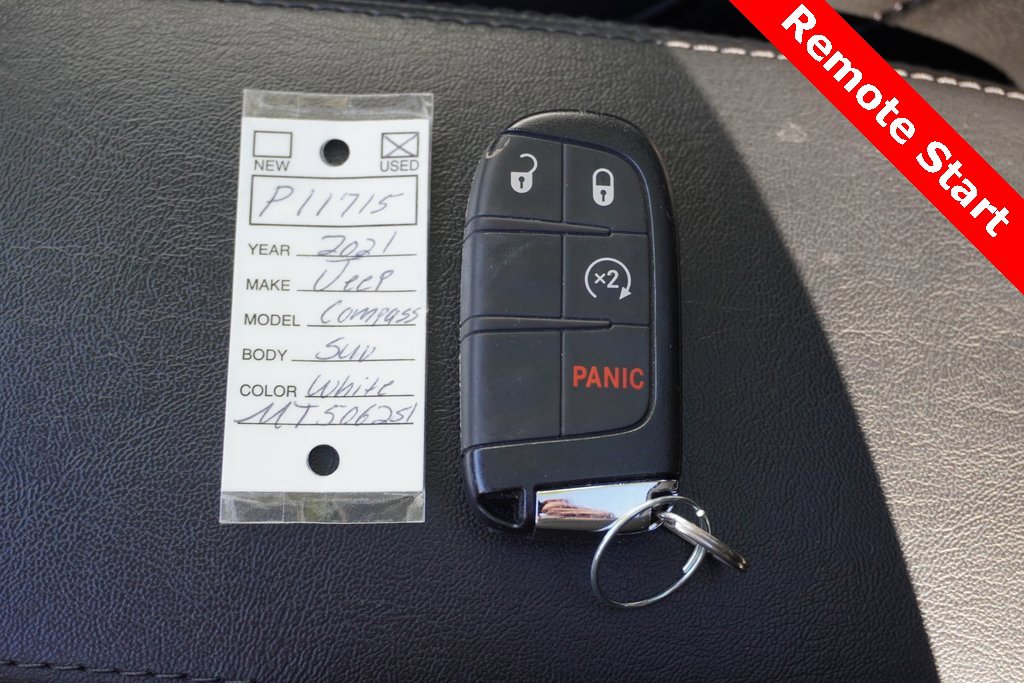 NEW USED
P11715
YEAR 2021
MAKE Jeep
MODEL Compass
BODY SUV
COLOR White
MT506251
×2
PANIC
Remote Start